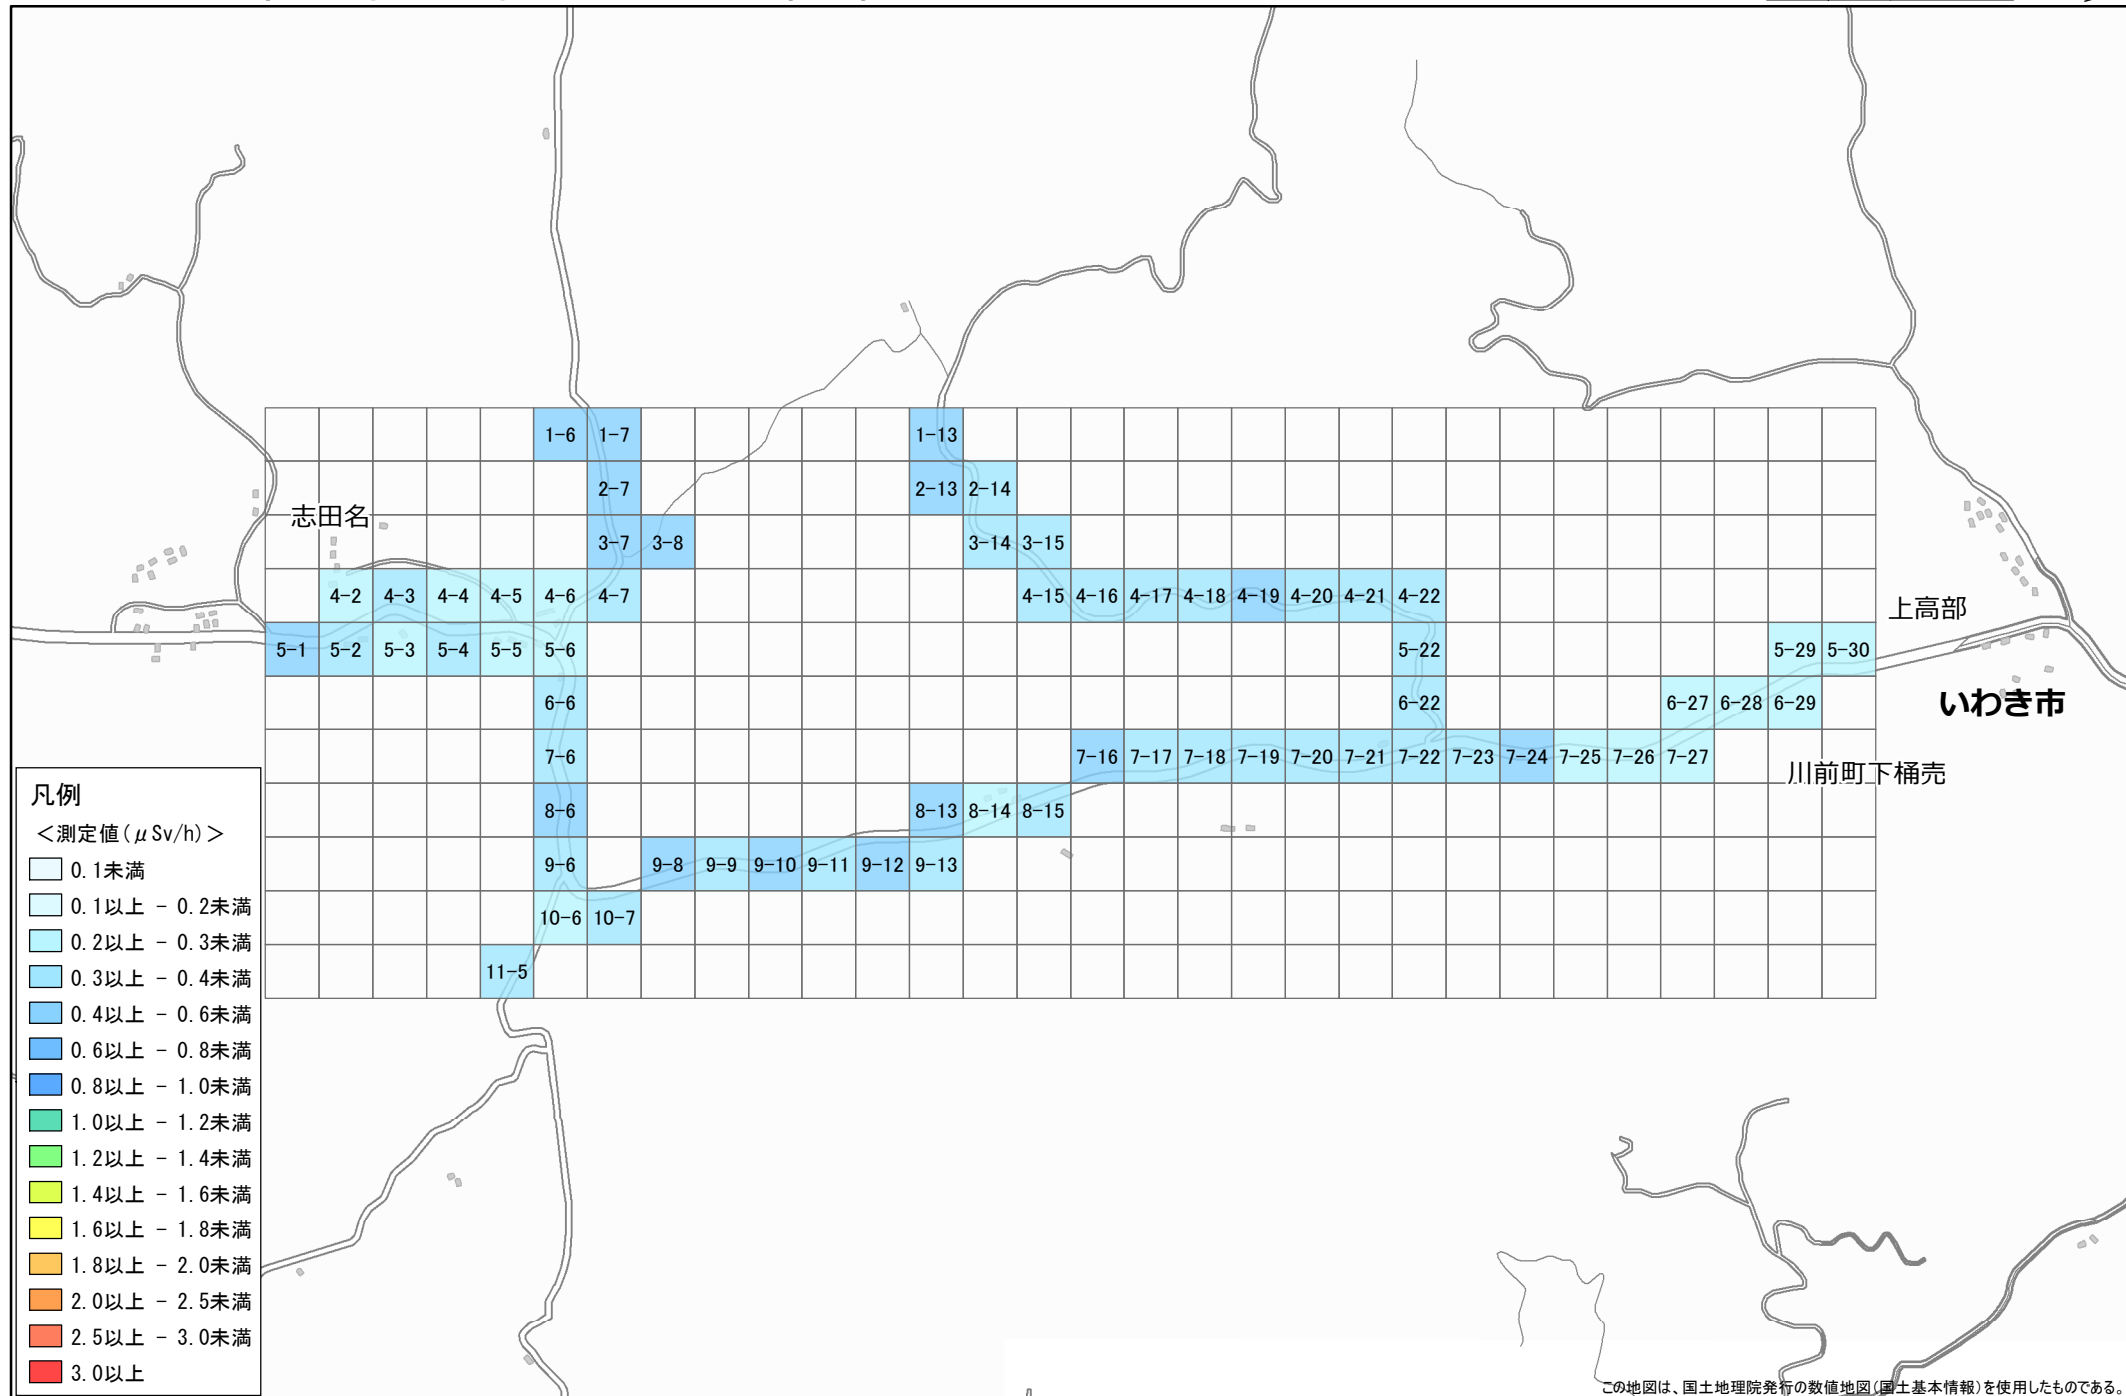 1-6 1-7 1-13
2-7 2-13 2-14
志田名
3-7 3-8 3-14 3-15
4-2 4-3 4-4 4-5 4-6 4-7 4-15 4-16 4-17 4-18 4-19 4-20 4-21 4-22
上高部
5-1 5-2 5-3 5-4 5-5 5-6 5-22 5-29 5-30
6-6 6-22 6-27 6-28 6-29
いわき市
7-6 7-16 7-17 7-18 7-19 7-20 7-21 7-22 7-23 7-24 7-25 7-26 7-27
川前町下桶売
8-6 8-13 8-14 8-15
9-6 9-8 9-9 9-10 9-11 9-12 9-13
10-6 10-7
11-5
凡例
＜測定値(μSv/h)＞
0.1未満
0.1以上 - 0.2未満
0.2以上 - 0.3未満
0.3以上 - 0.4未満
0.4以上 - 0.6未満
0.6以上 - 0.8未満
0.8以上 - 1.0未満
1.0以上 - 1.2未満
1.2以上 - 1.4未満
1.4以上 - 1.6未満
1.6以上 - 1.8未満
1.8以上 - 2.0未満
2.0以上 - 2.5未満
2.5以上 - 3.0未満
3.0以上
この地図は、国土地理院発行の数値地図(国土基本情報)を使用したものである。